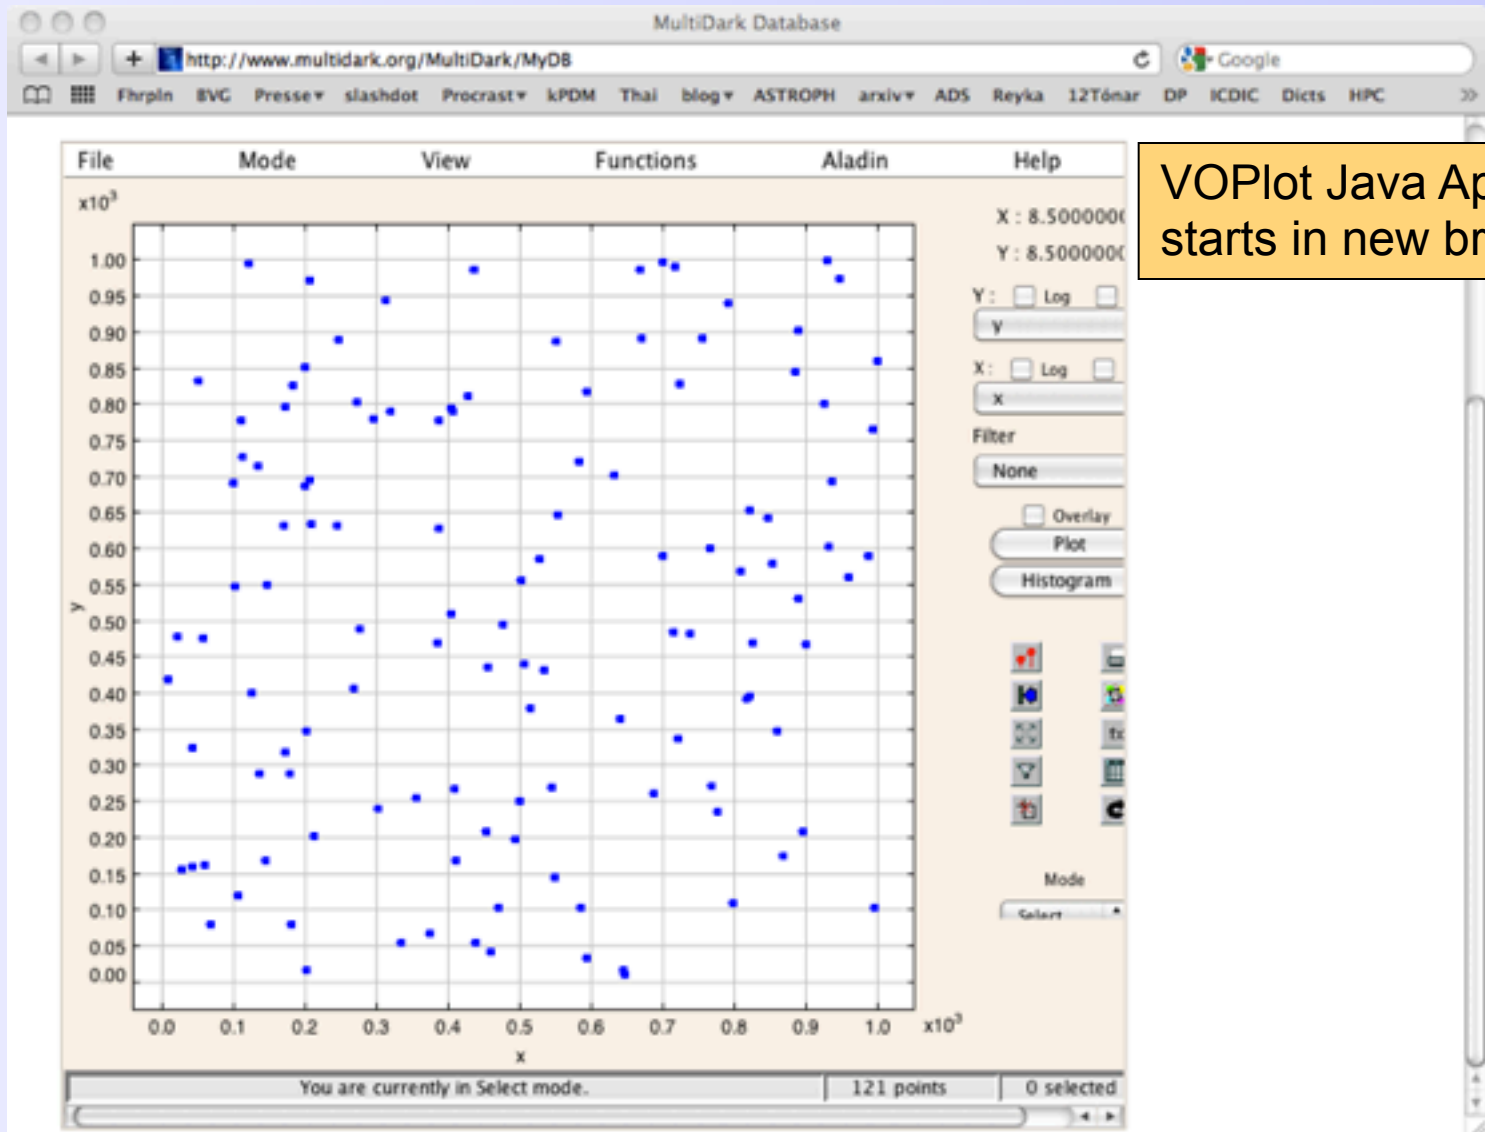 MultiDark Database
http://www.multidark.org/MultiDark/MyDB
Google
Fhrpln BVG Presse slashdot Procrast kPDM Thai blog ASTROPH arxiv ADS Reyka 12Tónar DP ICDIC Dicts HPC
File Mode View Functions Aladin Help
VOPlot Java Ap
starts in new br
x10³
X : 8.5000000
Y : 8.5000000
Y : Log
y
X : Log
x
Filter
None
Overlay
Plot
Histogram
fx
Mode
Select
1.00
0.95
0.90
0.85
0.80
0.75
0.70
0.65
0.60
0.55
0.50
0.45
0.40
0.35
0.30
0.25
0.20
0.15
0.10
0.05
0.00
y
0.0 0.1 0.2 0.3 0.4 0.5 0.6 0.7 0.8 0.9 1.0 x10³
x
You are currently in Select mode. 121 points 0 selected